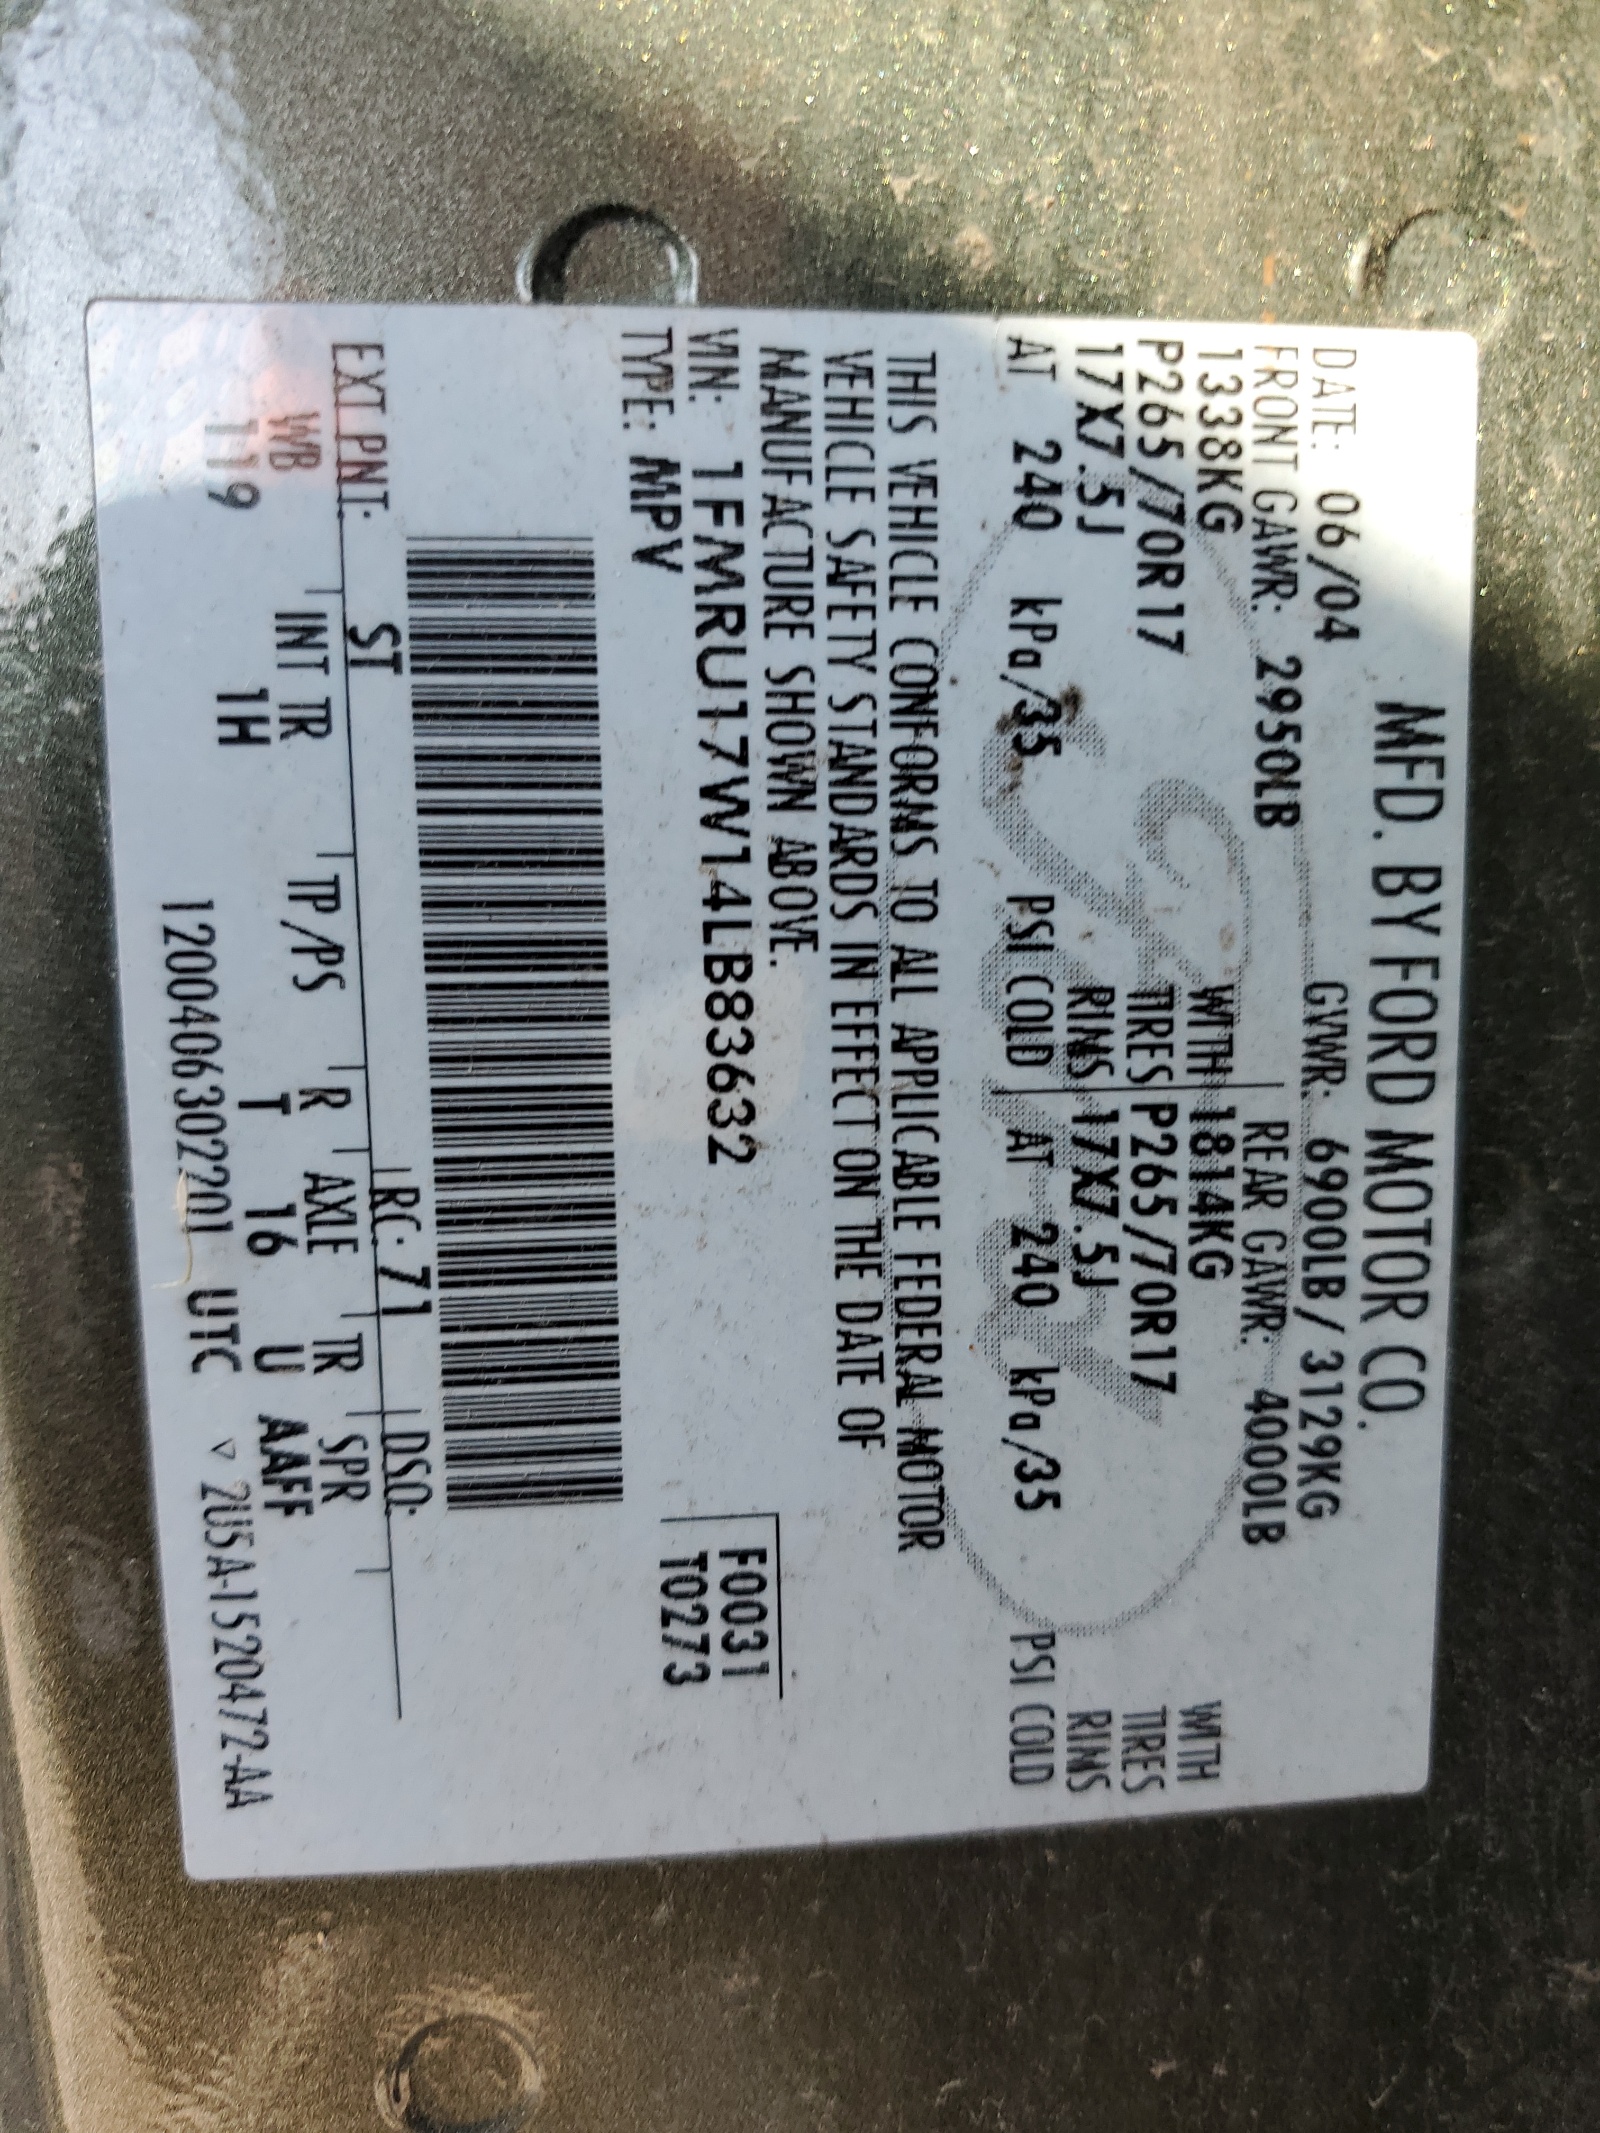 MFD. BY FORD MOTOR CO.
DATE: 06/04 GVWR: 6900LB/ 3129KG
FRONT GAWR: 2950LB REAR GAWR: 4000LB
1338KG WITH 1814KG WITH
P265/70R17 TIRES P265/70R17 TIRES
17X7.5J RIMS 17X7.5J RIMS
AT 240 kPa/35 PSI COLD AT 240 kPa/35 PSI COLD
THIS VEHICLE CONFORMS TO ALL APPLICABLE FEDERAL MOTOR
VEHICLE SAFETY STANDARDS IN EFFECT ON THE DATE OF
MANUFACTURE SHOWN ABOVE.
VIN: 1FMRU17W14LB83632 F0031
TYPE: MPV T0273
EXT PNT: ST RC: 71 DSO:
WB INT TR TP/PS R AXLE TR SPR
119 1H T 16 U AAFF
12004063022201 UTC ▽ 2U5A-1520472-AA